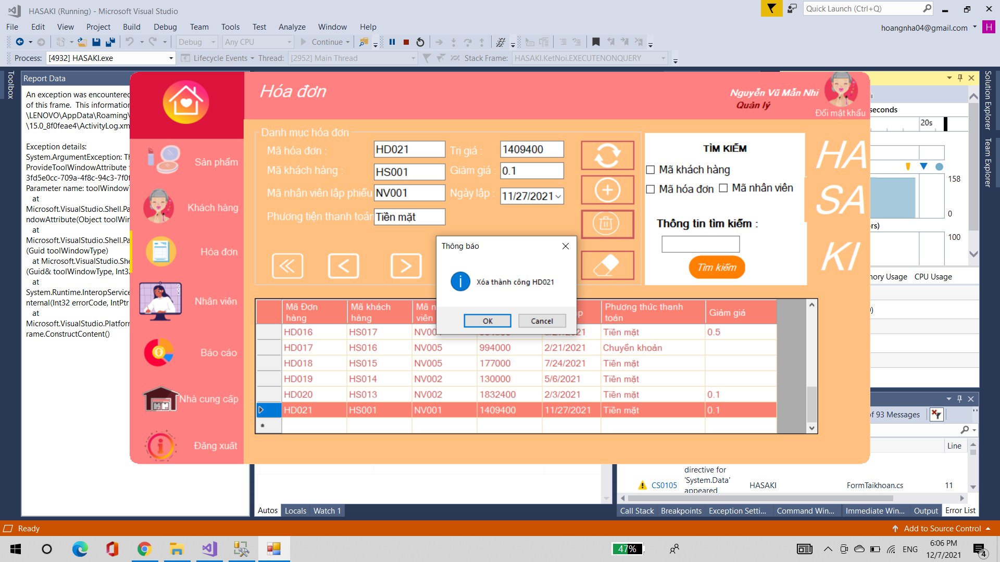 HASAKI (Running) - Microsoft Visual Studio
Quick Launch (Ctrl+Q)
File Edit View Project Build Debug Team Tools Test Analyze Window Help
hoangnha04@gmail.com H
Debug Any CPU Continue
Process: [4932] HASAKI.exe Lifecycle Events Thread: [2952] Main Thread Stack Frame: HASAKI.KetNoi.EXECUTENONQUERY
Toolbox
Report Data
An exception was encountered
of this frame. This information
\LENOVO\AppData\Roaming\
\15.0_8f0feae4\ActivityLog.xm
Exception details:
System.ArgumentException: Th
ProvideToolWindowAttribute f
3fd5e0cc-709a-4f8c-94c3-7f0f
Parameter name: toolWindowT
at
Microsoft.VisualStudio.Shell.Pa
ndowAttribute(Object toolWin
at
Microsoft.VisualStudio.Shell.Pa
(Guid toolWindowType)
at Microsoft.VisualStudio.She
(Guid& toolWindowType, Int32
at
System.Runtime.InteropService
nternal(Int32 errorCode, IntPtr
at
Microsoft.VisualStudio.Platforn
rame.ConstructContent()
Hóa đơn
Nguyễn Vũ Mẫn Nhi
Quản lý
Đổi mật khẩu
Sản phẩm
Khách hàng
Hóa đơn
Nhân viên
Báo cáo
Nhà cung cấp
Đăng xuất
Danh mục hóa đơn
Mã hóa đơn : HD021 Trị giá : 1409400
Mã khách hàng : HS001 Giảm giá : 0.1
Mã nhân viên lập phiếu NV001 Ngày lập : 11/27/2021
Phương tiện thanh toán Tiền mặt
TÌM KIẾM
Mã khách hàng
Mã hóa đơn Mã nhân viên
Thông tin tìm kiếm :
Tìm kiếm
HA
SA
KI
Thông báo
Xóa thành công HD021
OK Cancel
Mã Đơn hàng Mã khách hàng Mã n viên p Phương thức thanh toán Giảm giá
HD016 HS017 Tiền mặt 0.5
HD017 HS016 NV005 994000 2/21/2021 Chuyển khoản
HD018 HS015 NV005 177000 7/24/2021 Tiền mặt
HD019 HS014 NV002 130000 5/6/2021 Tiền mặt
HD020 HS013 NV002 1832400 2/3/2021 Tiền mặt 0.1
HD021 HS001 NV001 1409400 11/27/2021 Tiền mặt 0.1
seconds
20s
158
0
rs)
100
mory Usage CPU Usage
Solution Explorer
Team Explorer
of 93 Messages
Line
directive for
'System.Data'
appeared
CS0105 HASAKI FormTaikhoan.cs 11
Autos Locals Watch 1
Call Stack Breakpoints Exception Setti... Command Win... Immediate Win... Output Error List
Ready
Add to Source Control
47%
ENG
6:06 PM
12/7/2021
4